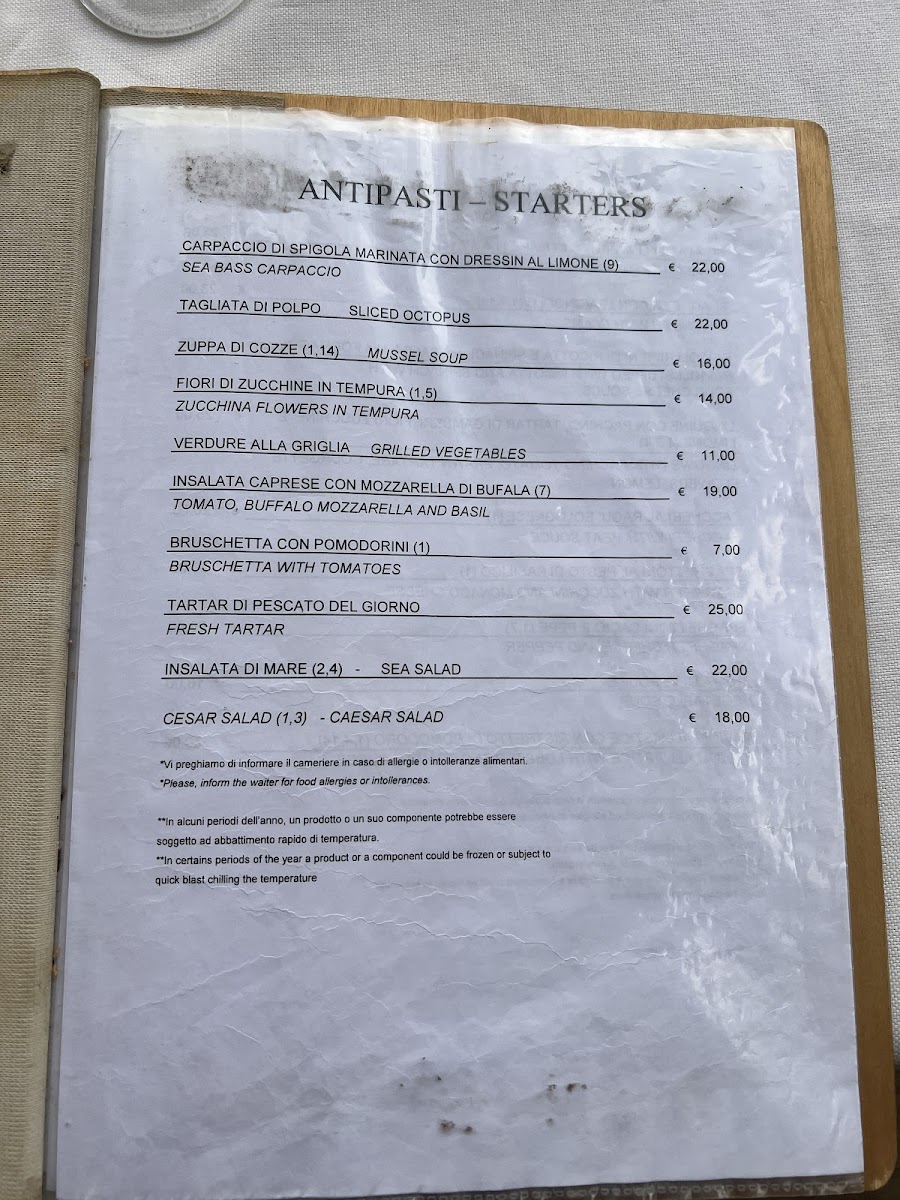 ANTIPASTI – STARTERS
CARPACCIO DI SPIGOLA MARINATA CON DRESSIN AL LIMONE (9) € 22,00
SEA BASS CARPACCIO
TAGLIATA DI POLPO SLICED OCTOPUS € 22,00
ZUPPA DI COZZE (1,14) MUSSEL SOUP € 16,00
FIORI DI ZUCCHINE IN TEMPURA (1,5) € 14,00
ZUCCHINA FLOWERS IN TEMPURA
VERDURE ALLA GRIGLIA GRILLED VEGETABLES € 11,00
INSALATA CAPRESE CON MOZZARELLA DI BUFALA (7) € 19,00
TOMATO, BUFFALO MOZZARELLA AND BASIL
BRUSCHETTA CON POMODORINI (1) € 7,00
BRUSCHETTA WITH TOMATOES
TARTAR DI PESCATO DEL GIORNO € 25,00
FRESH TARTAR
INSALATA DI MARE (2,4) - SEA SALAD € 22,00
CESAR SALAD (1,3) - CAESAR SALAD € 18,00
*Vi preghiamo di informare il cameriere in caso di allergie o intolleranze alimentari.
*Please, inform the waiter for food allergies or intollerances.
**In alcuni periodi dell'anno, un prodotto o un suo componente potrebbe essere
soggetto ad abbattimento rapido di temperatura.
**In certains periods of the year a product or a component could be frozen or subject to
quick blast chilling the temperature